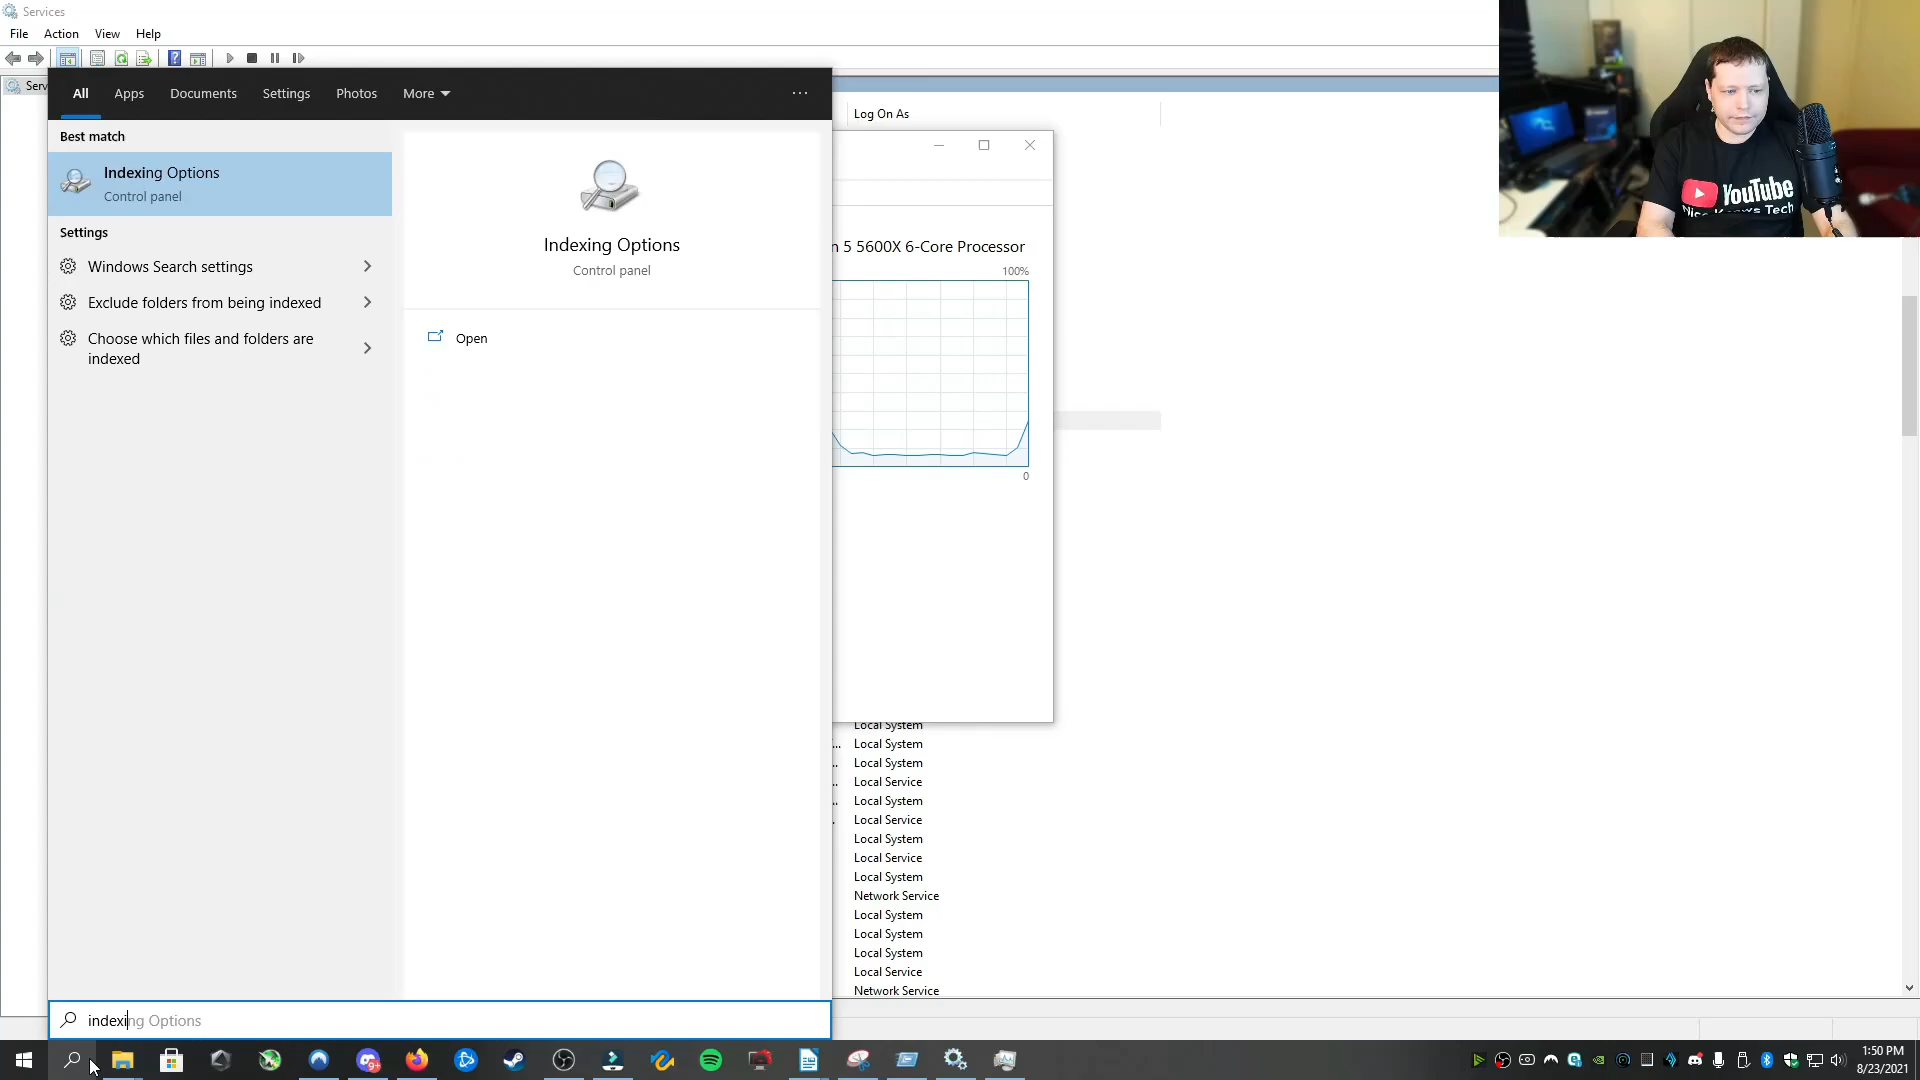 Services
File Action View Help
Serv
All Apps Documents Settings Photos More
Best match
Indexing Options
Control panel
Settings
Windows Search settings
Exclude folders from being indexed
Choose which files and folders are
indexed
Indexing Options
Control panel
Open
indexing Options
Log On As
n 5 5600X 6-Core Processor
100%
0
Local System
... Local System
.. Local System
.. Local Service
.. Local System
. Local Service
Local System
Local Service
Local System
Network Service
Local System
Local System
Local System
Local Service
Network Service
YouTube
Tech
9+
1:50 PM
8/23/2021